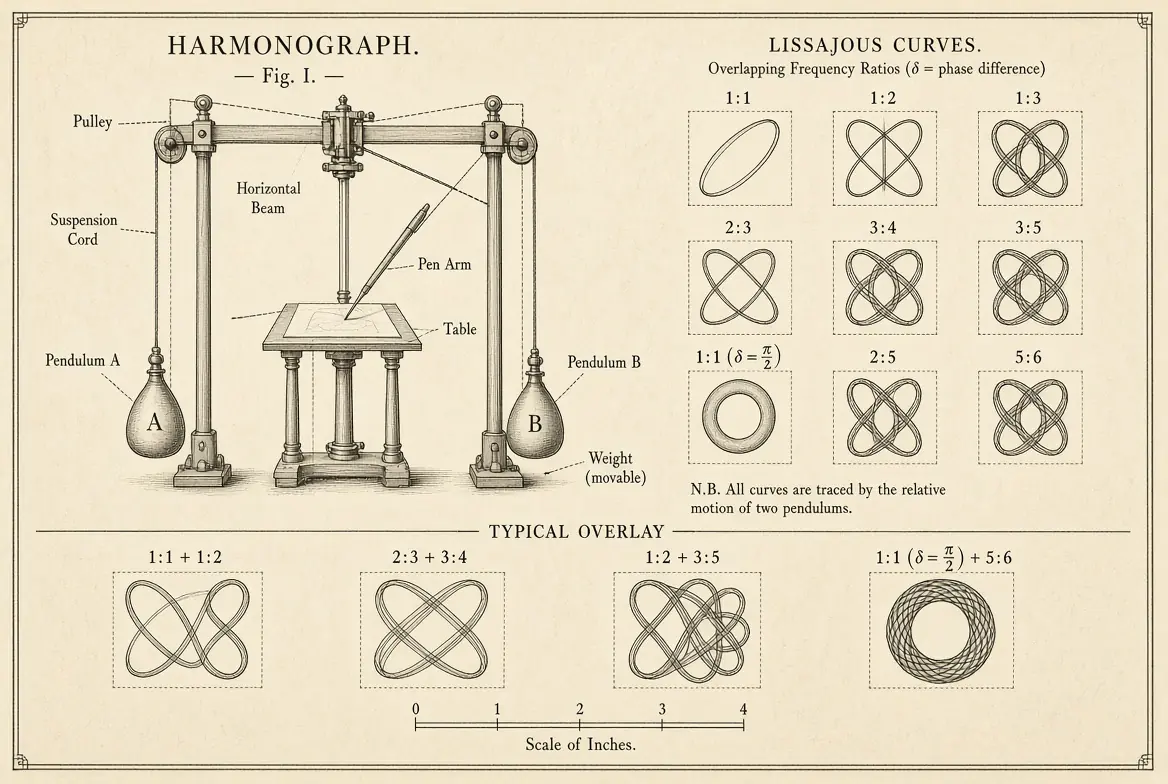 HARMONOGRAPH.
— Fig. I. —
Pulley
Horizontal
Beam
Suspension
Cord
Pen Arm
Table
Pendulum A
Pendulum B
A
B
Weight
(movable)
LISSAJOUS CURVES.
Overlapping Frequency Ratios (δ = phase difference)
1:1
1:2
1:3
2:3
3:4
3:5
1:1 (δ = π/2)
2:5
5:6
N.B. All curves are traced by the relative
motion of two pendulums.
TYPICAL OVERLAY
1:1 + 1:2
2:3 + 3:4
1:2 + 3:5
1:1 (δ = π/2) + 5:6
0 1 2 3 4
Scale of Inches.